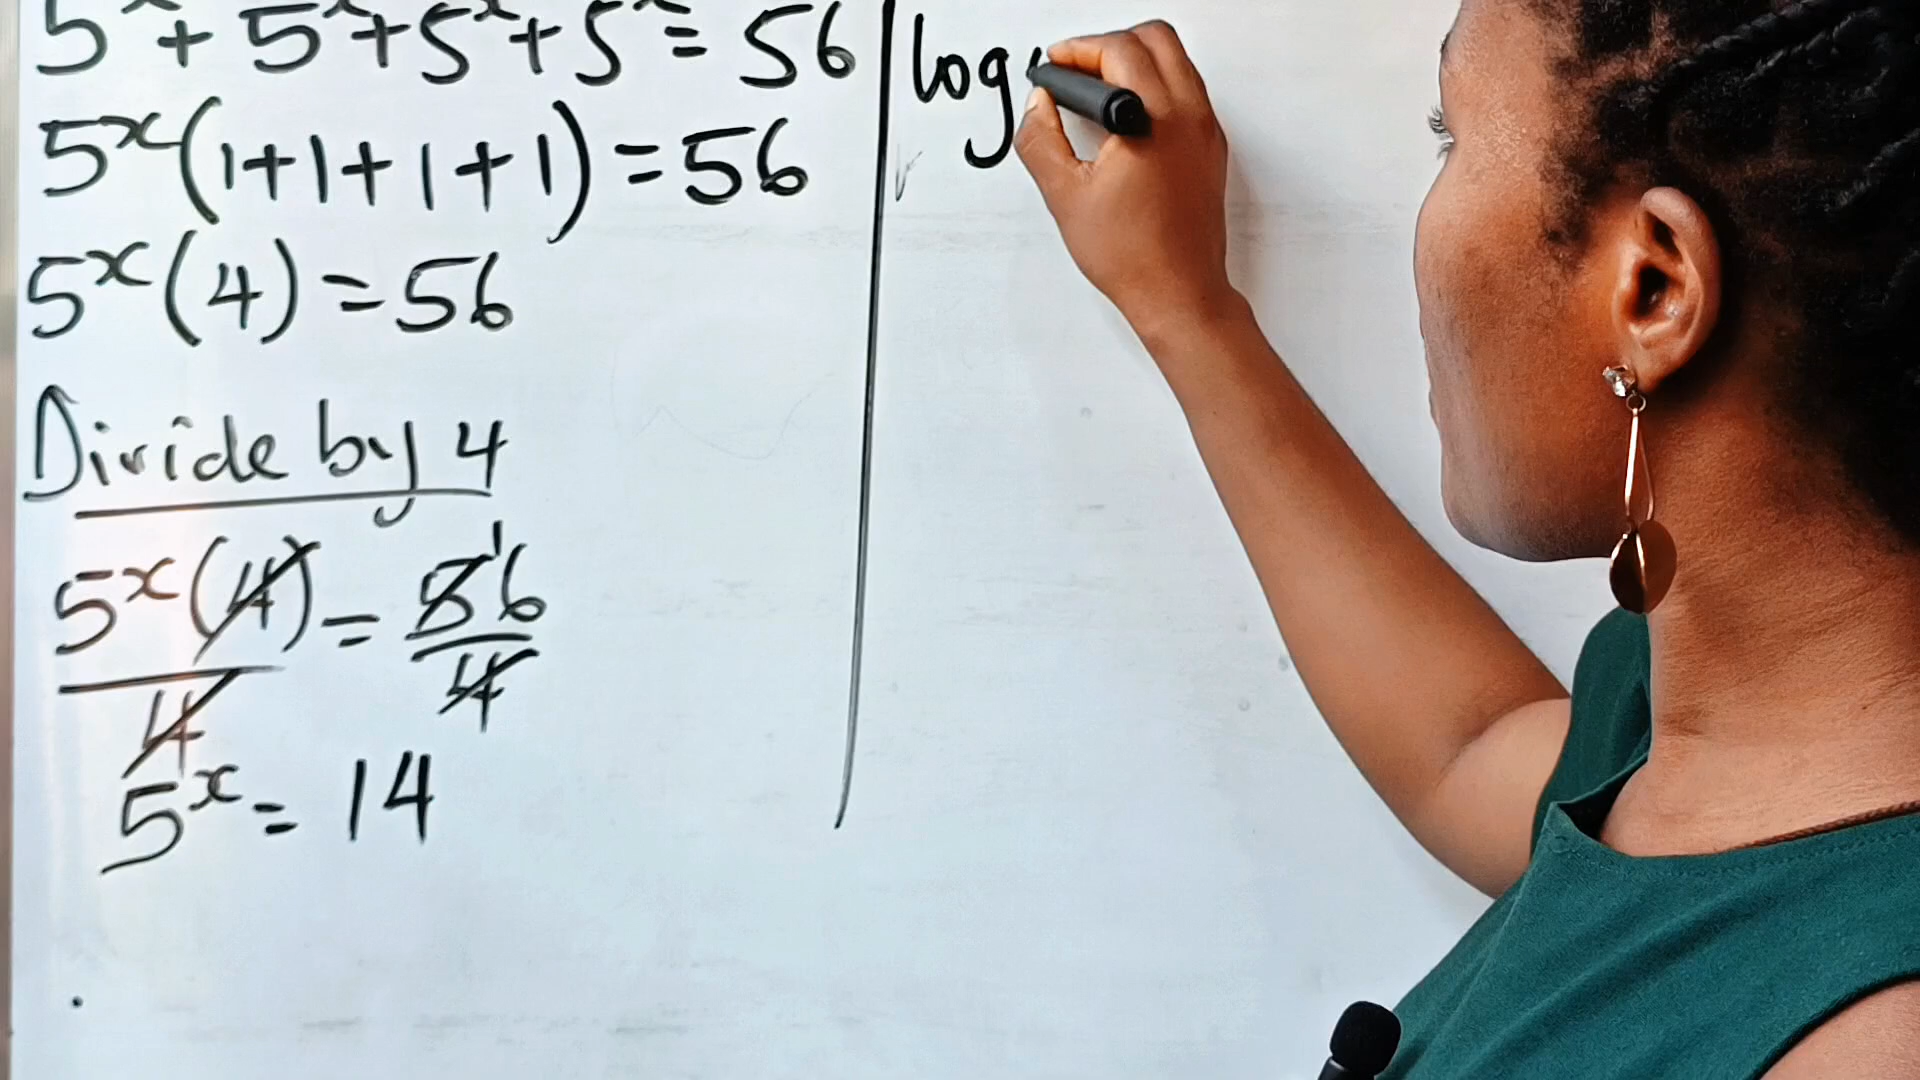 5ˣ + 5ˣ + 5ˣ + 5ˣ = 56
5ˣ(1+1+1+1) = 56
5ˣ(4) = 56
Divide by 4
5ˣ(4)/4 = 56/4
5ˣ = 14
log